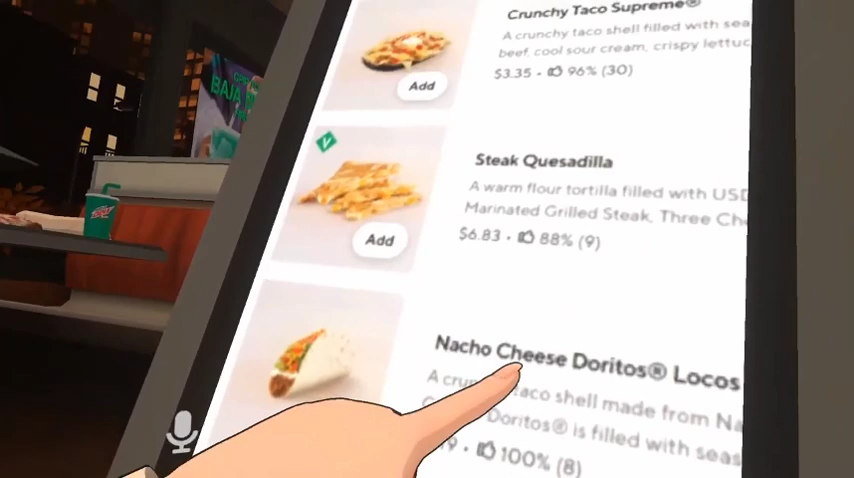 Crunchy Taco Supreme®
A crunchy taco shell filled with sea
beef, cool sour cream, crispy lettuc
$3.35 · 96% (30)
Add
BAJA
Steak Quesadilla
A warm flour tortilla filled with USD
Marinated Grilled Steak, Three Ch
$6.83 · 88% (9)
Add
Nacho Cheese Doritos® Locos
A taco shell made from Na
Doritos® is filled with seas
9 · 100% (8)